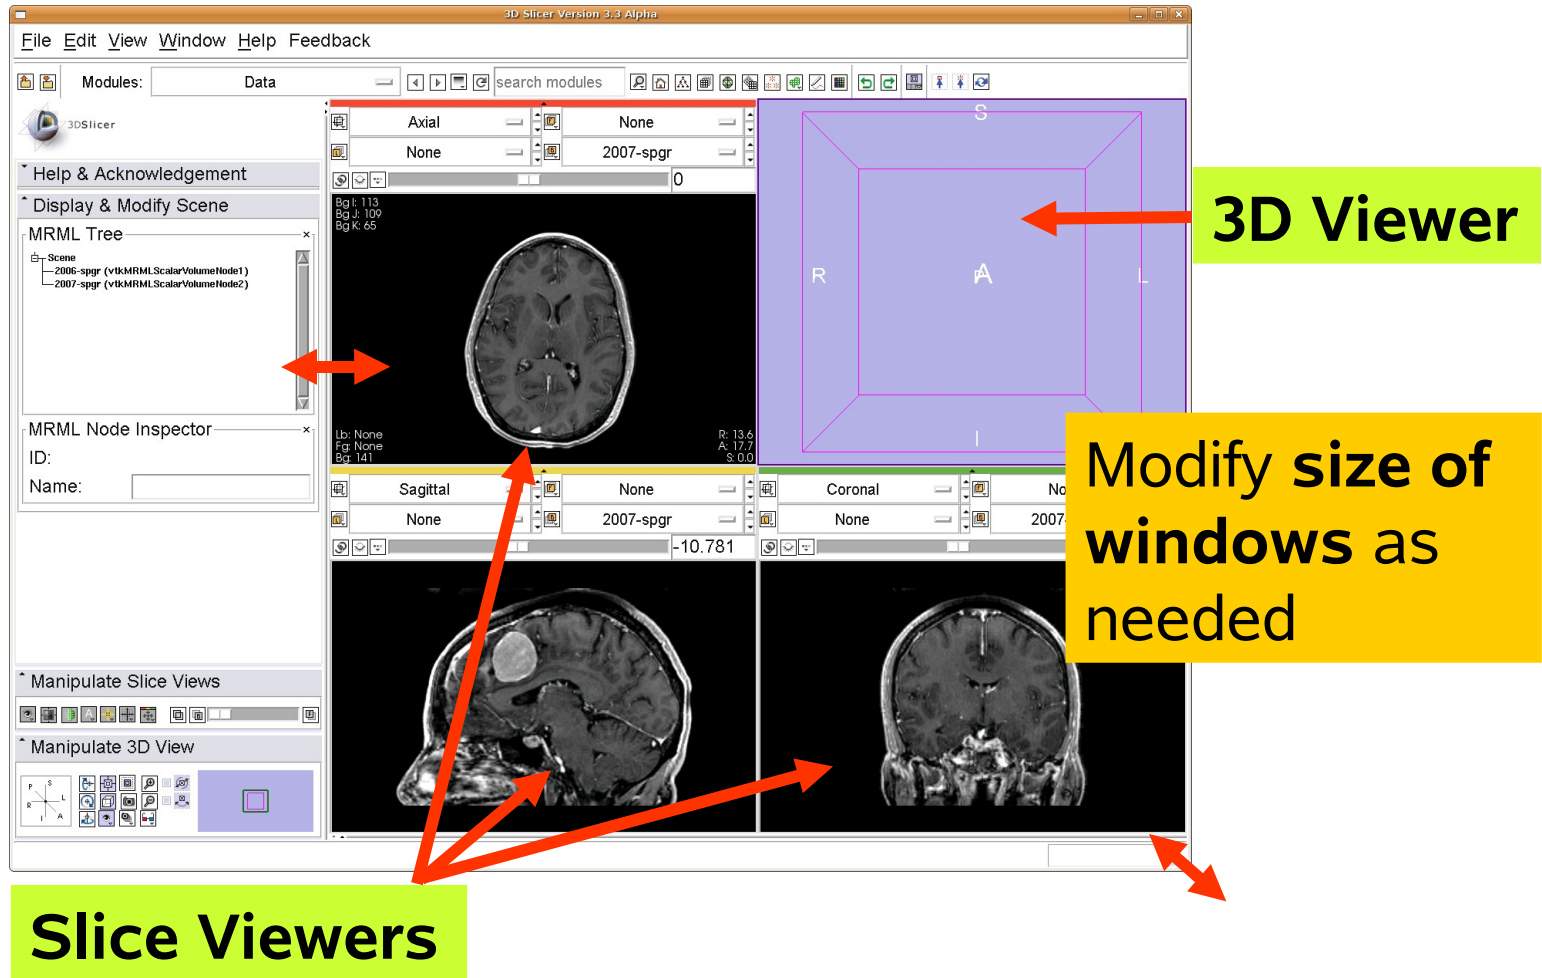 3D Slicer Version 3.3 Alpha
File Edit View Window Help Feedback
Modules: Data search modules
3DSlicer
Help & Acknowledgement
Display & Modify Scene
MRML Tree
Scene
2006-spgr (vtkMRMLScalarVolumeNode1)
2007-spgr (vtkMRMLScalarVolumeNode2)
MRML Node Inspector
ID:
Name:
Manipulate Slice Views
Manipulate 3D View
P S
R L
I A
Axial None
None 2007-spgr
0
Bg I: 113
Bg J: 109
Bg K: 65
Lb: None
Fg: None
Bg: 141
R: 13.6
A: 17.7
S: 0.0
S
R A L
P
I
3D Viewer
Sagittal None
None 2007-spgr
-10.781
Coronal No
None 2007-
Modify size of
windows as
needed
Slice Viewers